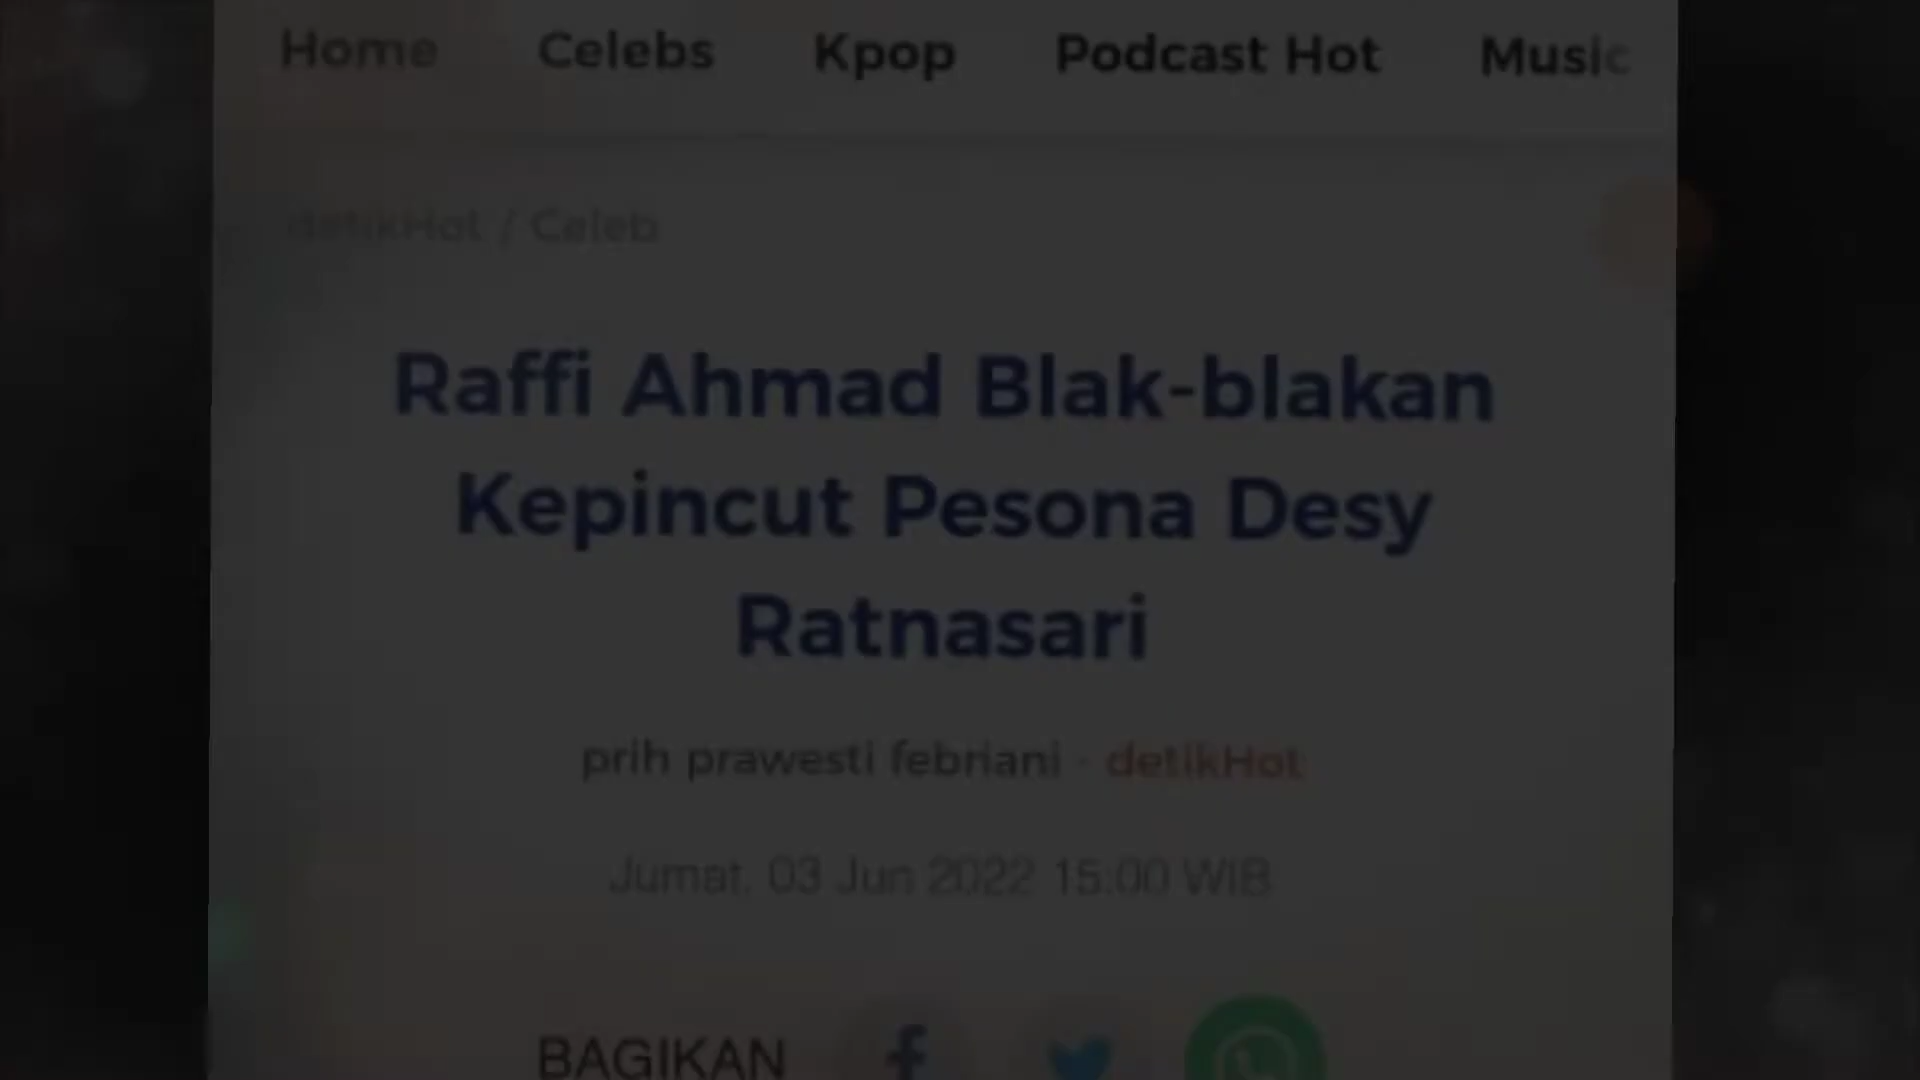 Home Celebs Kpop Podcast Hot Music
detikHot / Celeb
Raffi Ahmad Blak-blakan
Kepincut Pesona Desy
Ratnasari
prih prawesti febriani - detikHot
Jumat, 03 Jun 2022 15:00 WIB
BAGIKAN